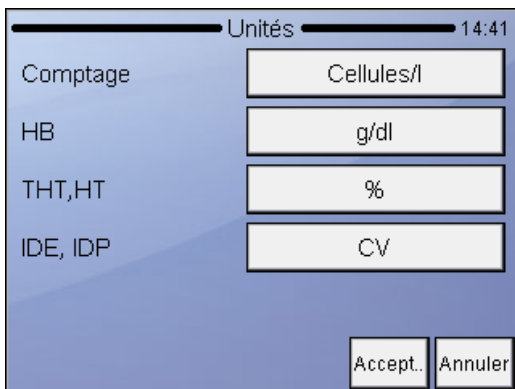 Unités 14:41
Comptage Cellules/l
HB g/dl
THT,HT %
IDE, IDP CV
Accept.. Annuler